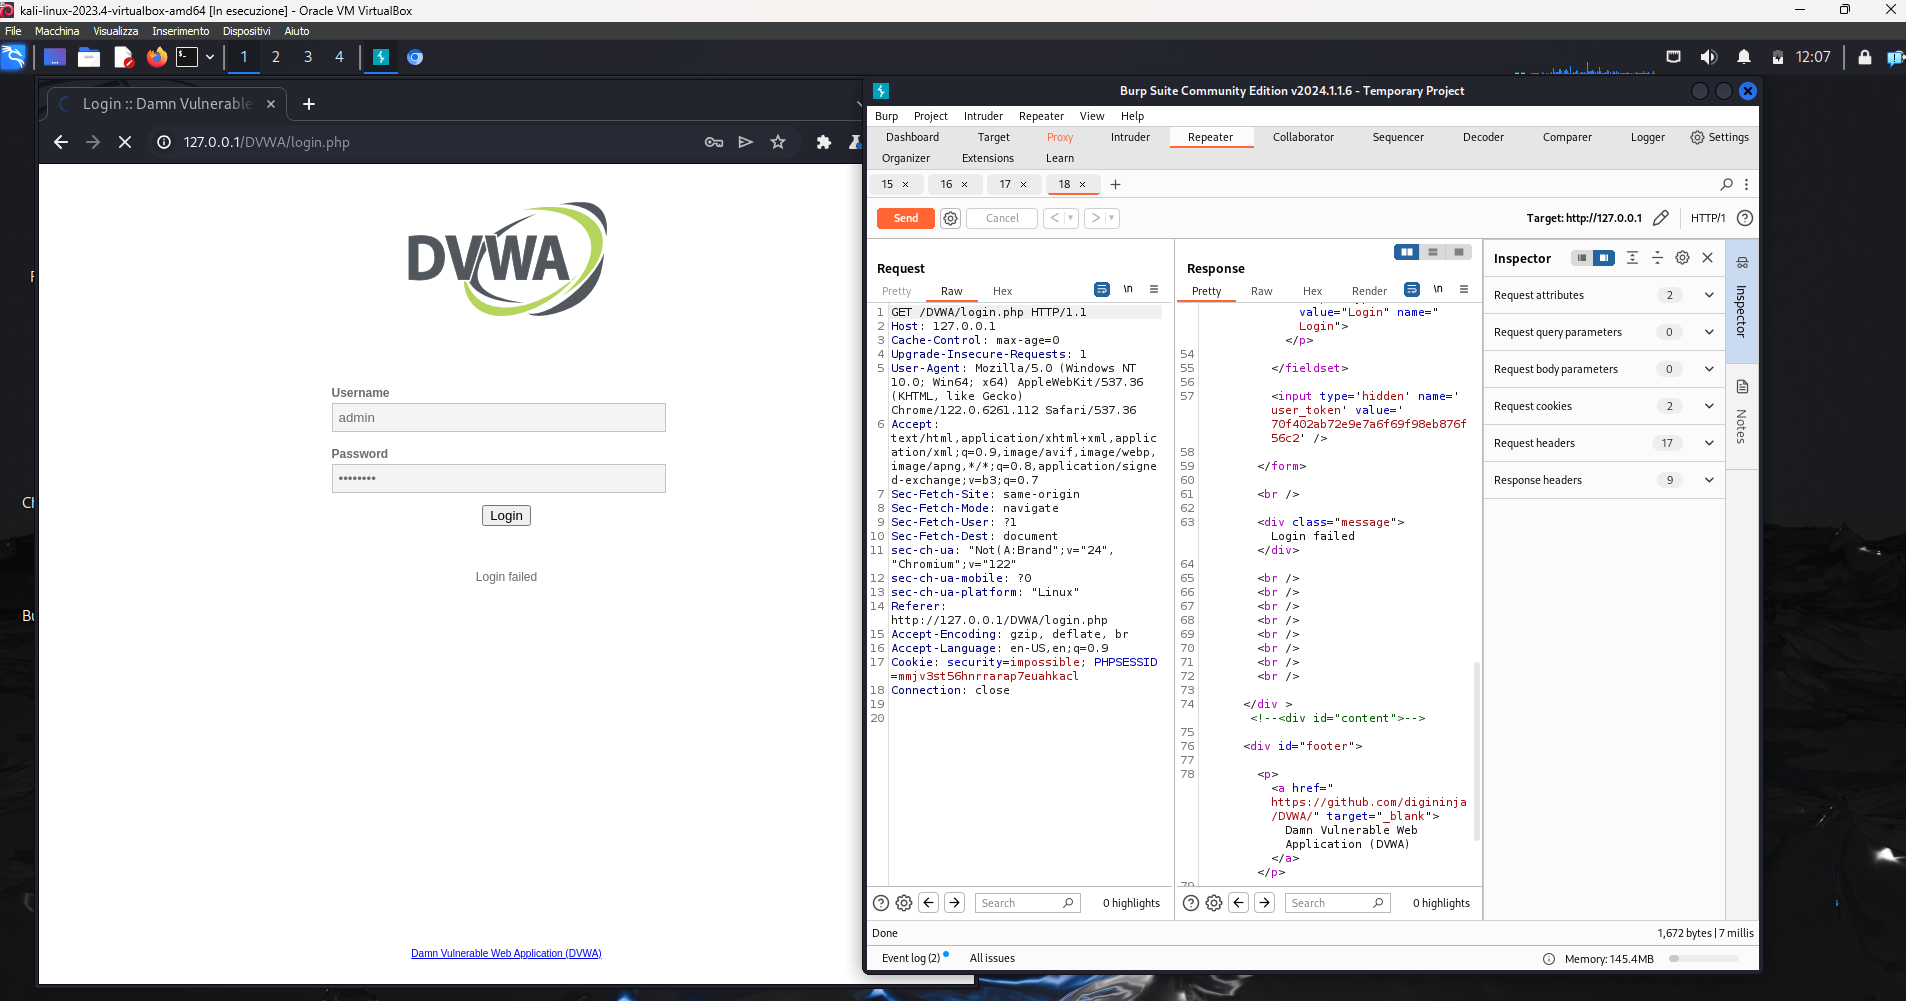 kali-linux-2023.4-virtualbox-amd64 [In esecuzione] - Oracle VM VirtualBox
File Macchina Visualizza Inserimento Dispositivi Aiuto
1 2 3 4 12:07
Login :: Damn Vulnerable
127.0.0.1/DVWA/login.php
DVWA
Username
admin
Password
••••••••
Login
Login failed
Damn Vulnerable Web Application (DVWA)
Burp Suite Community Edition v2024.1.1.6 - Temporary Project
Burp Project Intruder Repeater View Help
Dashboard Target Proxy Intruder Repeater Collaborator Sequencer Decoder Comparer Logger Settings
Organizer Extensions Learn
15 16 17 18
Send Cancel Target: http://127.0.0.1 HTTP/1
Request
Pretty Raw Hex \n
1 GET /DVWA/login.php HTTP/1.1
2 Host: 127.0.0.1
3 Cache-Control: max-age=0
4 Upgrade-Insecure-Requests: 1
5 User-Agent: Mozilla/5.0 (Windows NT
10.0; Win64; x64) AppleWebKit/537.36
(KHTML, like Gecko)
Chrome/122.0.6261.112 Safari/537.36
6 Accept:
text/html,application/xhtml+xml,applic
ation/xml;q=0.9,image/avif,image/webp,
image/apng,*/*;q=0.8,application/signe
d-exchange;v=b3;q=0.7
7 Sec-Fetch-Site: same-origin
8 Sec-Fetch-Mode: navigate
9 Sec-Fetch-User: ?1
10 Sec-Fetch-Dest: document
11 sec-ch-ua: "Not(A:Brand";v="24",
"Chromium";v="122"
12 sec-ch-ua-mobile: ?0
13 sec-ch-ua-platform: "Linux"
14 Referer:
http://127.0.0.1/DVWA/login.php
15 Accept-Encoding: gzip, deflate, br
16 Accept-Language: en-US,en;q=0.9
17 Cookie: security=impossible; PHPSESSID
=mmjv3st56hnrrarap7euahkacl
18 Connection: close
19
20
Search 0 highlights
Response
Pretty Raw Hex Render \n
value="Login" name="
Login">
</p>
54
55 </fieldset>
56
57 <input type='hidden' name='
user_token' value='
70f402ab72e9e7a6f69f98eb876f
56c2' />
58
59 </form>
60
61 <br />
62
63 <div class="message">
Login failed
</div>
64
65 <br />
66 <br />
67 <br />
68 <br />
69 <br />
70 <br />
71 <br />
72 <br />
73
74 </div >
<!--<div id="content">-->
75
76 <div id="footer">
77
78 <p>
<a href="
https://github.com/digininja
/DVWA/" target="_blank">
Damn Vulnerable Web
Application (DVWA)
</a>
</p>
Search 0 highlights
Inspector
Request attributes 2
Request query parameters 0
Request body parameters 0
Request cookies 2
Request headers 17
Response headers 9
Inspector
Notes
Done 1,672 bytes | 7 millis
Event log (2) All issues Memory: 145.4MB